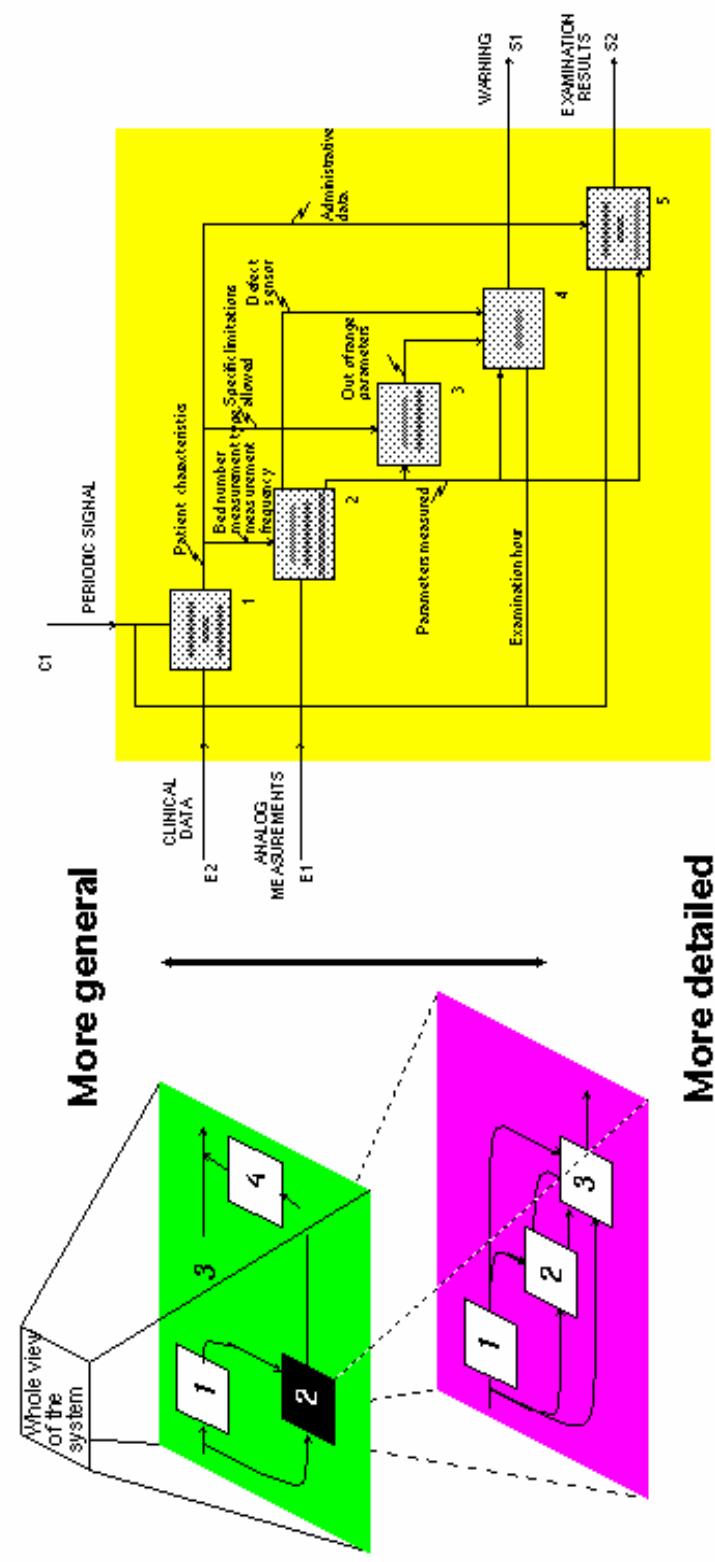 Whole view
of the
system
1
2
3
4
1
2
3
More general
More detailed
C1
PERIODIC SIGNAL
CLINICAL
DATA
E2
ANALOG
MEASUREMENTS
E1
Patient characteristics
Bed number
measurement type
measurement
frequency
Specific limitations
allowed
Defect
sensor
Administrative
data
Out of range
parameters
Parameters measured
Examination hour
1
2
3
4
5
WARNING
S1
EXAMINATION
RESULTS
S2